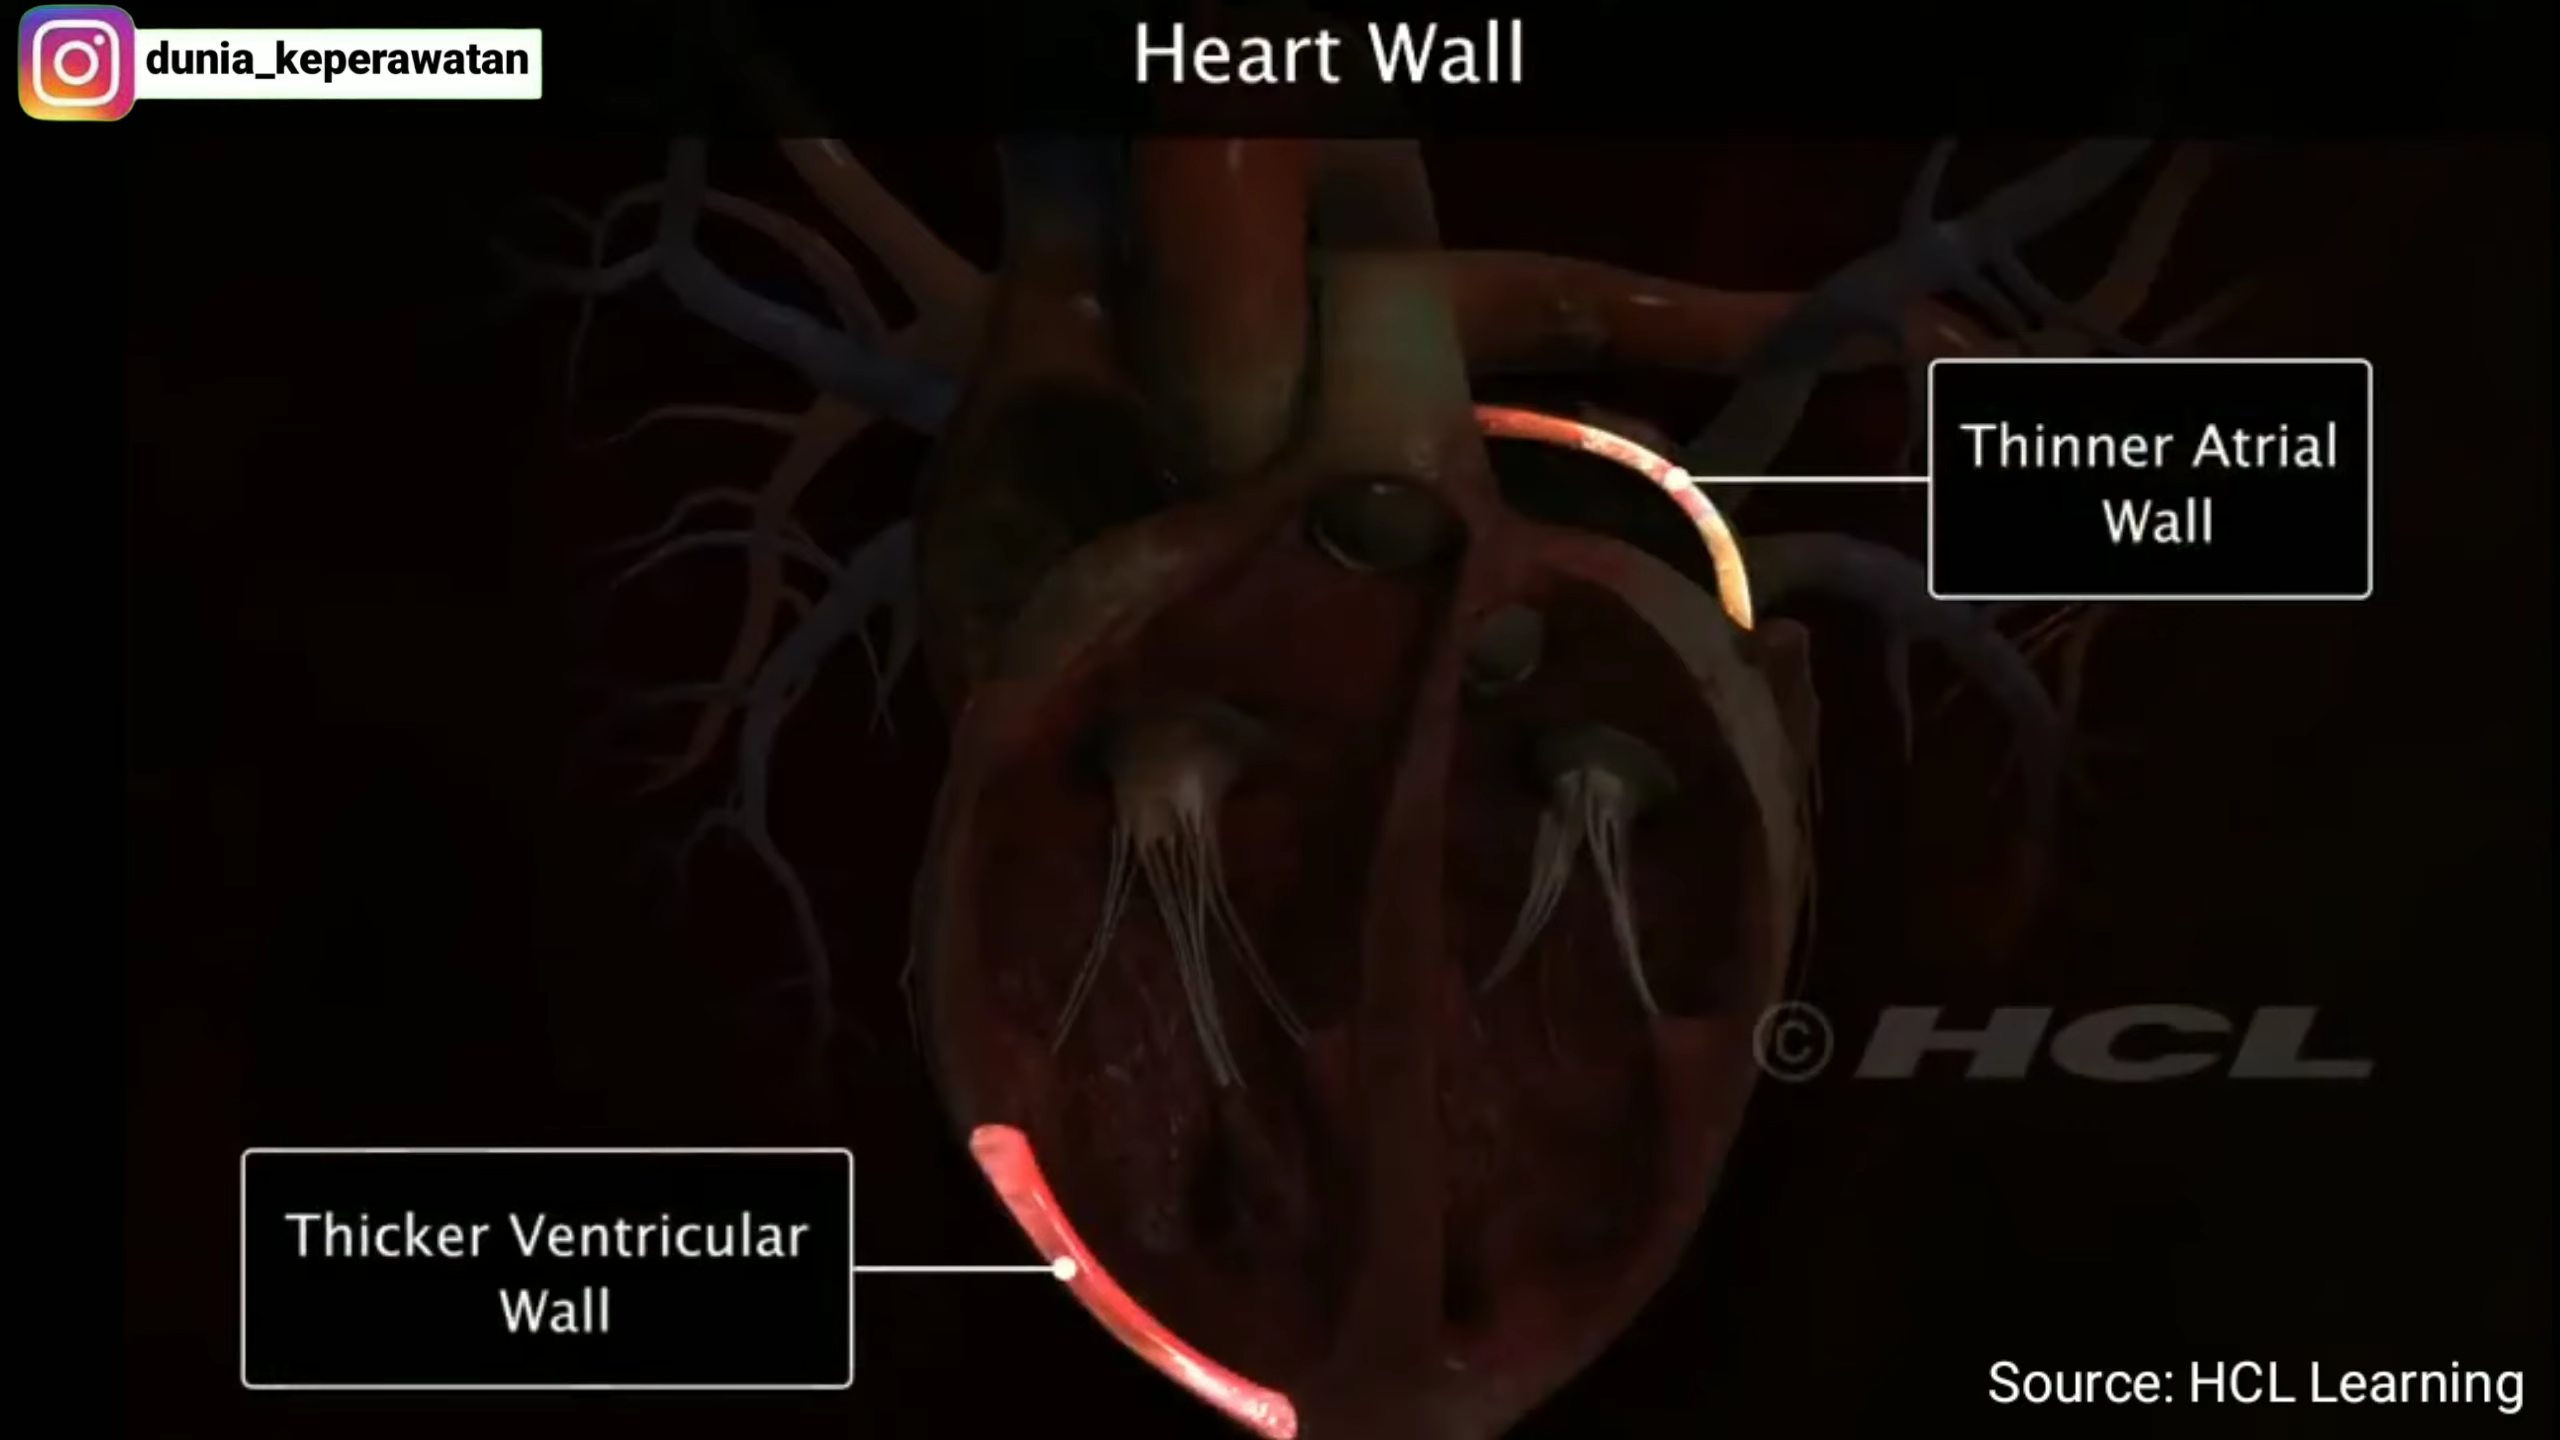 dunia_keperawatan
Heart Wall
Thinner Atrial
Wall
© HCL
Thicker Ventricular
Wall
Source: HCL Learning